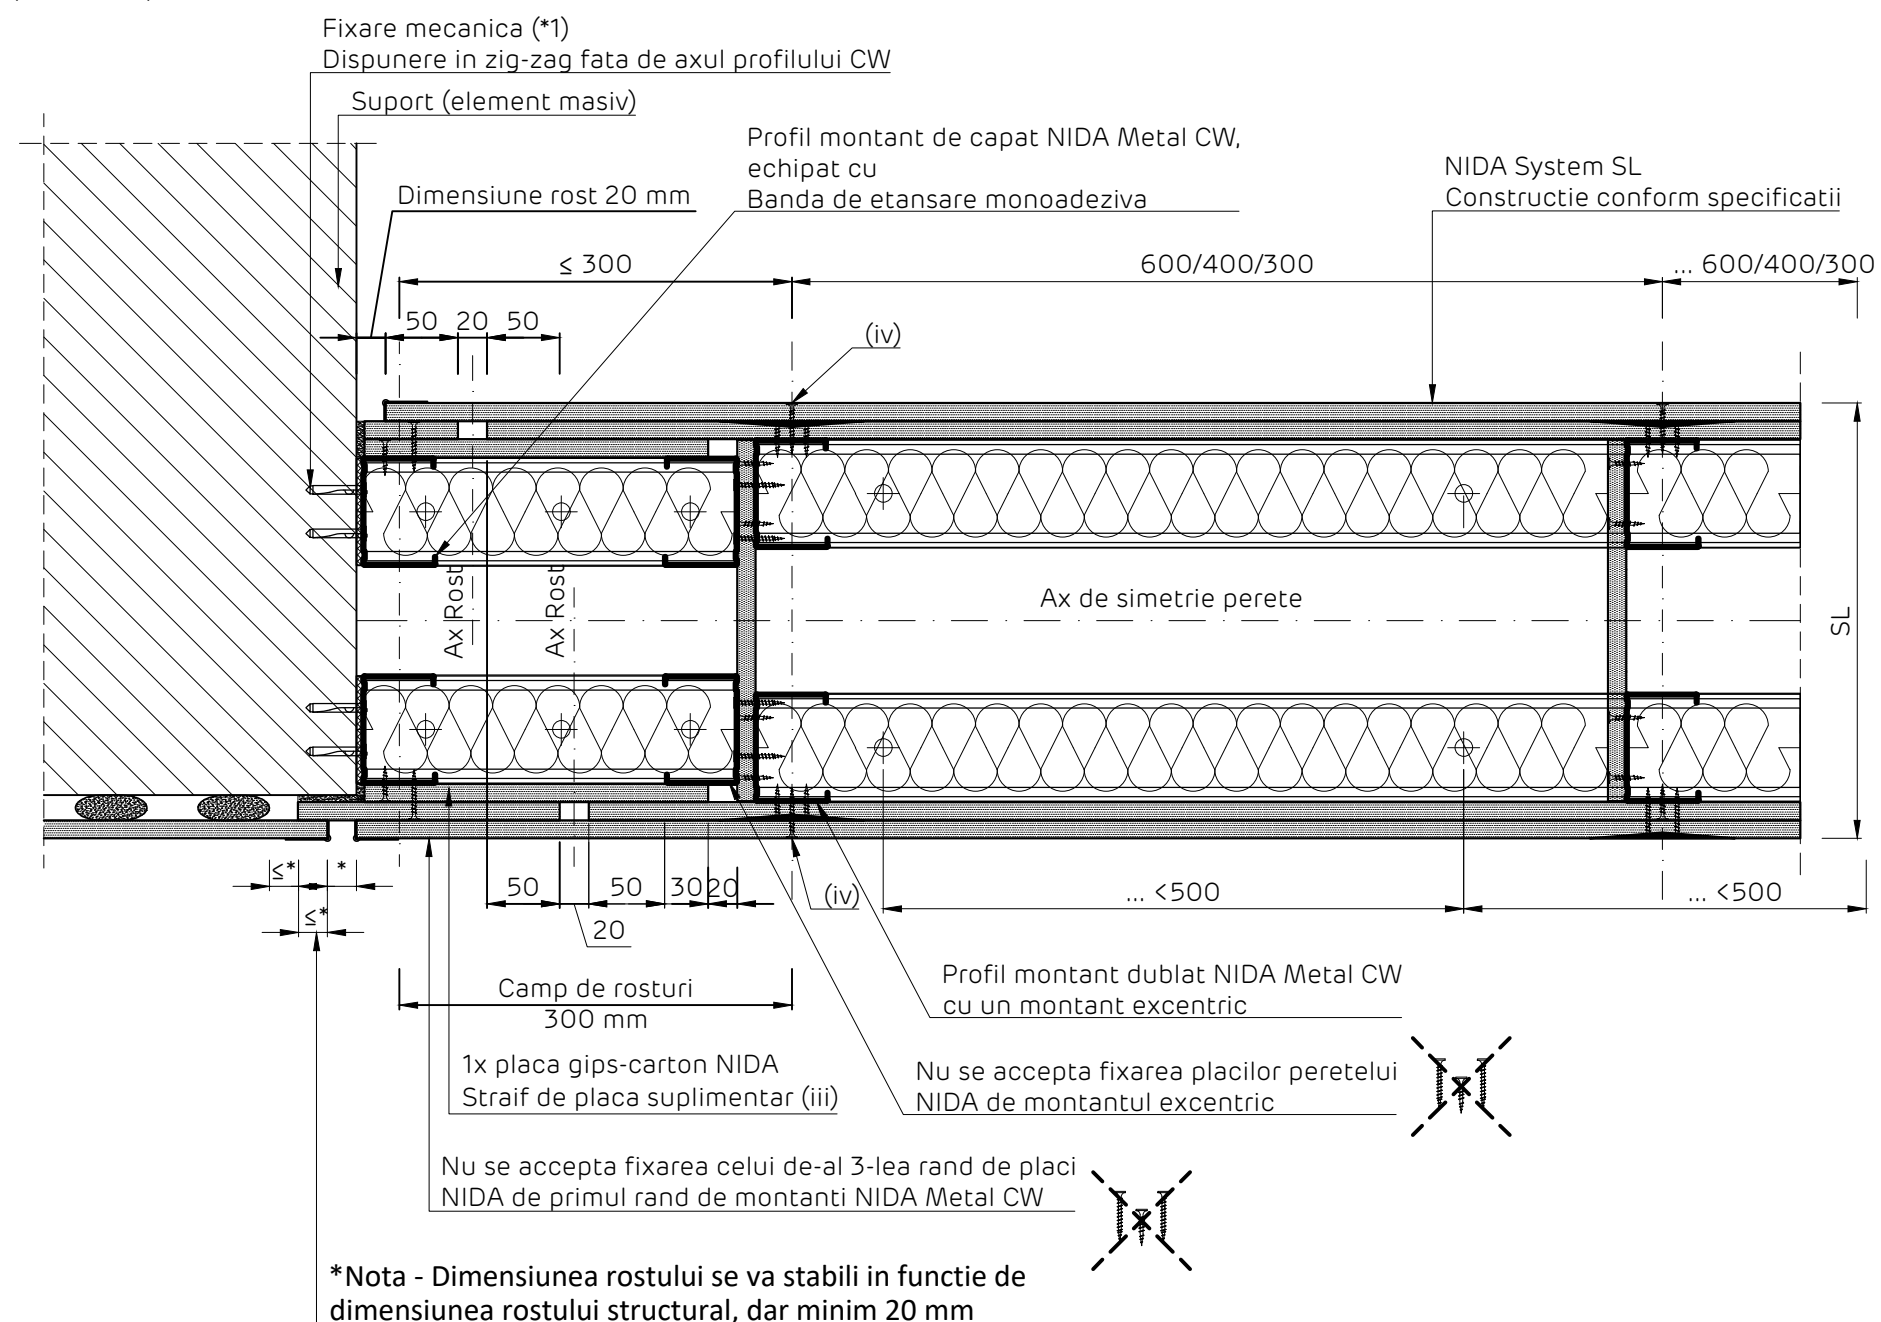 Fixare mecanica (*1)
Dispunere in zig-zag fata de axul profilului CW
Suport (element masiv)
Profil montant de capat NIDA Metal CW,
echipat cu
Banda de etansare monoadeziva
NIDA System SL
Constructie conform specificatii
Dimensiune rost 20 mm
≤ 300
600/400/300
... 600/400/300
50
20
50
(iv)
Ax Rost
Ax Rost
Ax de simetrie perete
SL
≤*
*
≤*
50
50
30
20
20
(iv)
... <500
... <500
Camp de rosturi
300 mm
Profil montant dublat NIDA Metal CW
cu un montant excentric
1x placa gips-carton NIDA
Straif de placa suplimentar (iii)
Nu se accepta fixarea placilor peretelui
NIDA de montantul excentric
Nu se accepta fixarea celui de-al 3-lea rand de placi
NIDA de primul rand de montanti NIDA Metal CW
*Nota - Dimensiunea rostului se va stabili in functie de
dimensiunea rostului structural, dar minim 20 mm